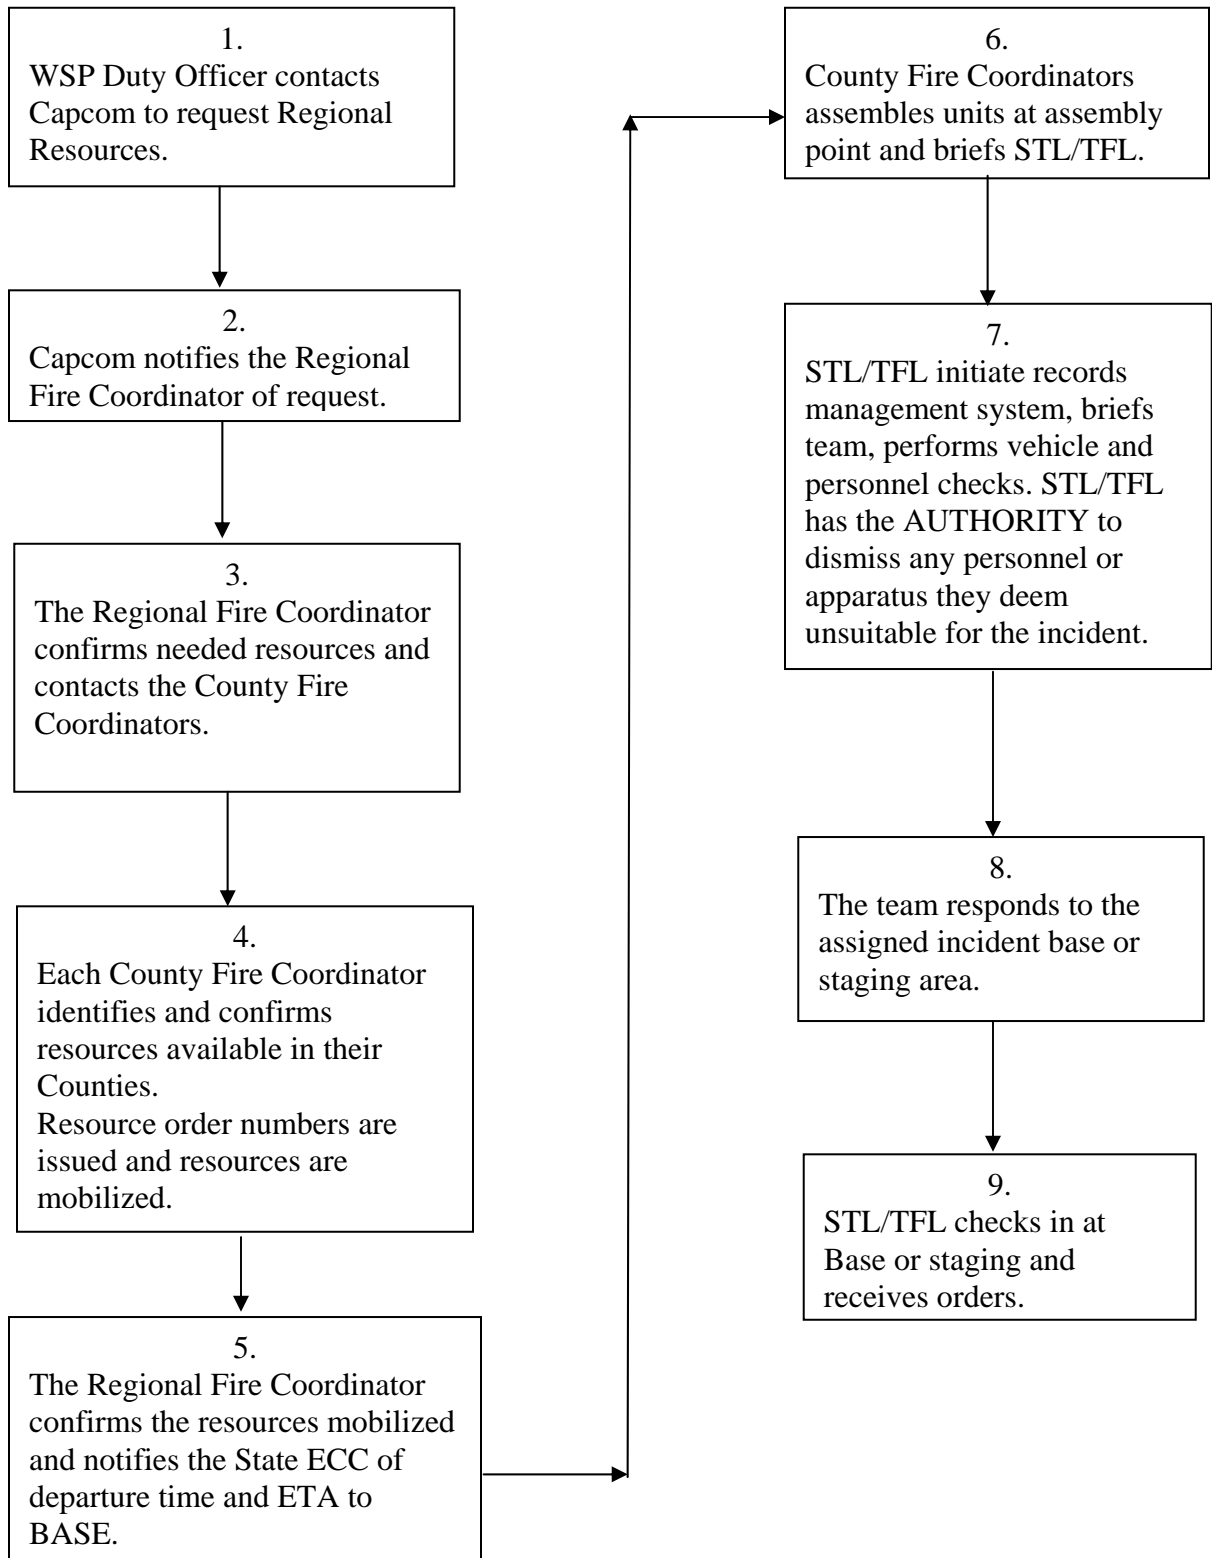 1.
WSP Duty Officer contacts
Capcom to request Regional
Resources.
2.
Capcom notifies the Regional
Fire Coordinator of request.
3.
The Regional Fire Coordinator
confirms needed resources and
contacts the County Fire
Coordinators.
4.
Each County Fire Coordinator
identifies and confirms
resources available in their
Counties.
Resource order numbers are
issued and resources are
mobilized.
5.
The Regional Fire Coordinator
confirms the resources mobilized
and notifies the State ECC of
departure time and ETA to
BASE.
6.
County Fire Coordinators
assembles units at assembly
point and briefs STL/TFL.
7.
STL/TFL initiate records
management system, briefs
team, performs vehicle and
personnel checks. STL/TFL
has the AUTHORITY to
dismiss any personnel or
apparatus they deem
unsuitable for the incident.
8.
The team responds to the
assigned incident base or
staging area.
9.
STL/TFL checks in at
Base or staging and
receives orders.